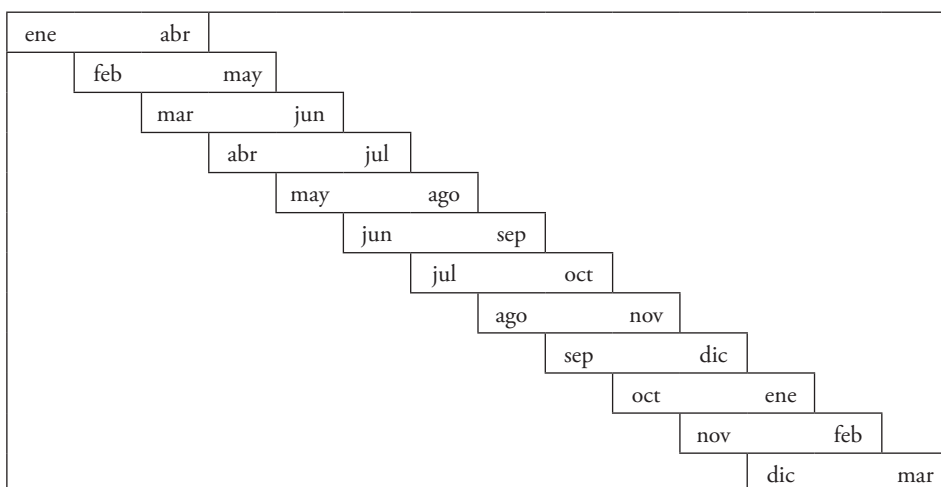 ene abr
feb may
mar jun
abr jul
may ago
jun sep
jul oct
ago nov
sep dic
oct ene
nov feb
dic mar